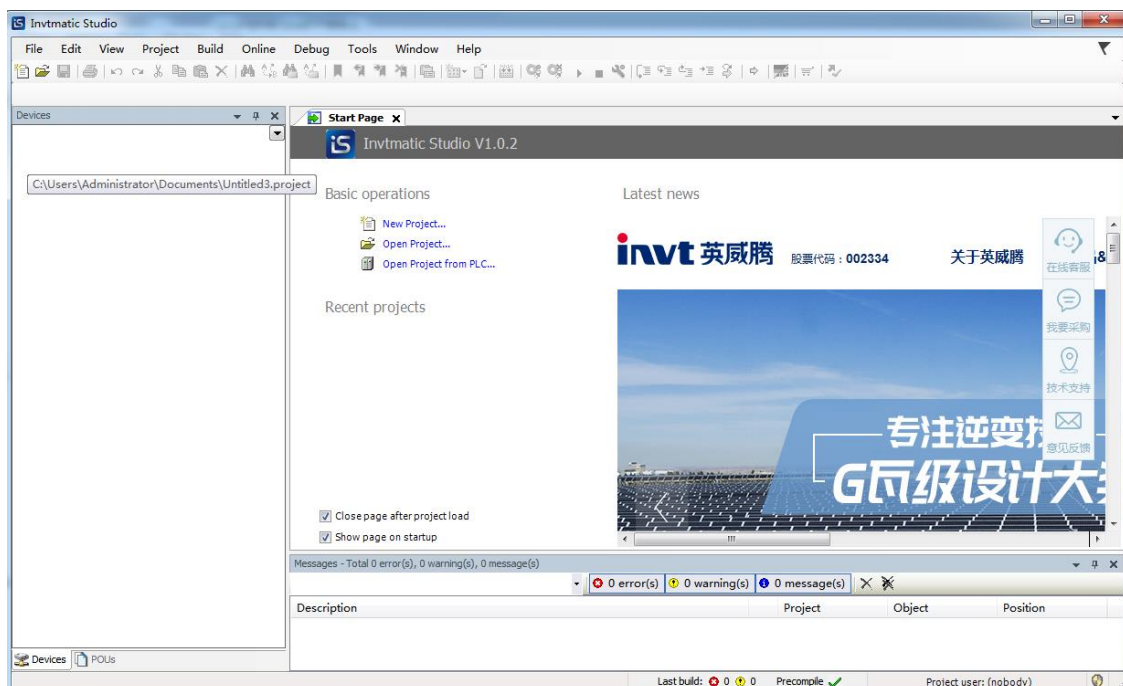 Invtmatic Studio
File Edit View Project Build Online Debug Tools Window Help
Devices
Start Page
Invtmatic Studio V1.0.2
C:\Users\Administrator\Documents\Untitled3.project
Basic operations
New Project...
Open Project...
Open Project from PLC...
Recent projects
Close page after project load
Show page on startup
Latest news
invt 英威腾 股票代码：002334 关于英威腾 &
在线客服
我要采购
技术支持
意见反馈
专注逆变
G瓦级设计大
Messages - Total 0 error(s), 0 warning(s), 0 message(s)
0 error(s) 0 warning(s) 0 message(s)
Description Project Object Position
Devices POUs
Last build: 0 0 Precompile Project user: (nobody)